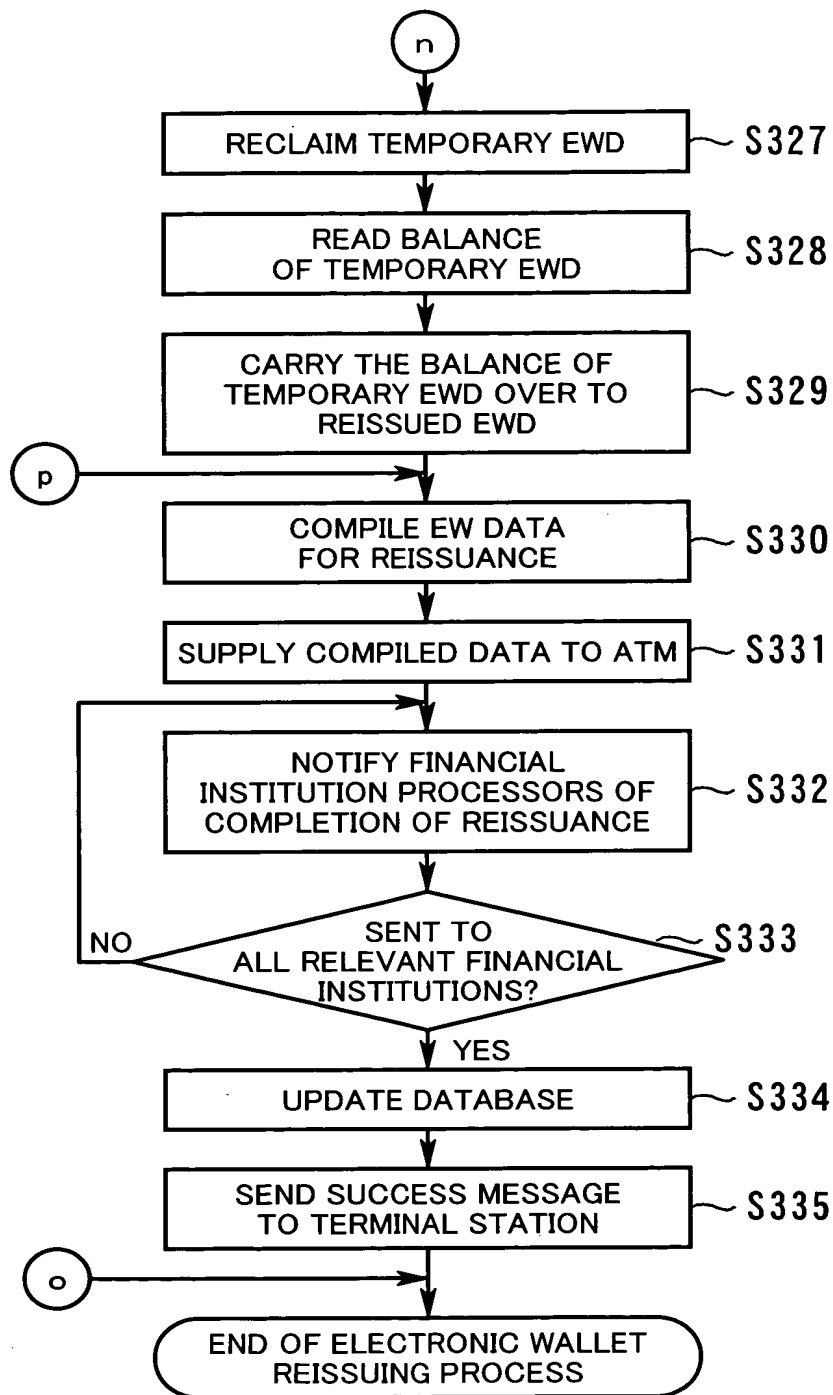 n
RECLAIM TEMPORARY EWD
S327
READ BALANCE
OF TEMPORARY EWD
S328
CARRY THE BALANCE OF
TEMPORARY EWD OVER TO
REISSUED EWD
S329
p
COMPILE EW DATA
FOR REISSUANCE
S330
SUPPLY COMPILED DATA TO ATM
S331
NOTIFY FINANCIAL
INSTITUTION PROCESSORS OF
COMPLETION OF REISSUANCE
S332
SENT TO
ALL RELEVANT FINANCIAL
INSTITUTIONS?
S333
NO
YES
UPDATE DATABASE
S334
SEND SUCCESS MESSAGE
TO TERMINAL STATION
S335
o
END OF ELECTRONIC WALLET
REISSUING PROCESS